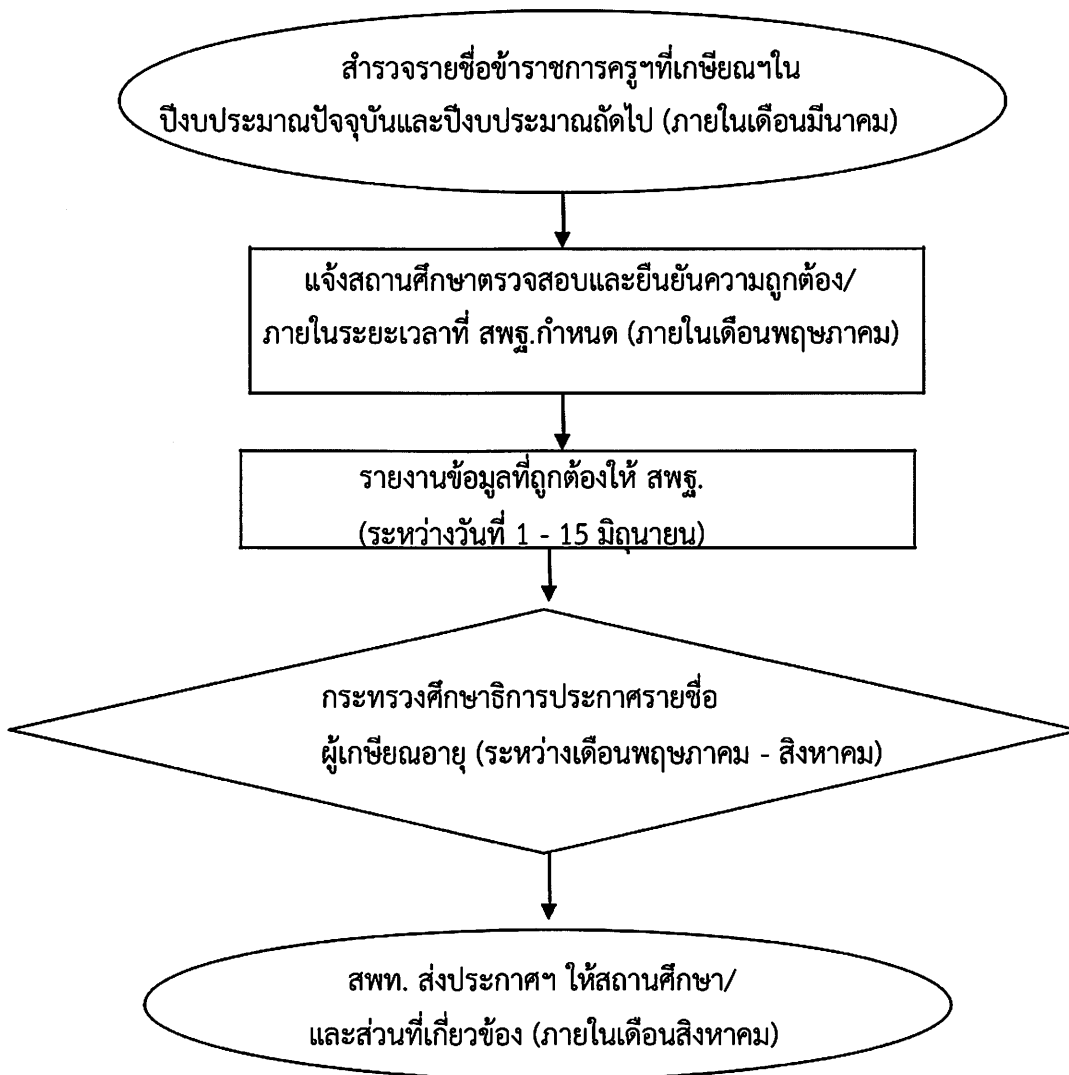 สำรวจรายชื่อข้าราชการครูฯที่เกษียณฯใน
ปีงบประมาณปัจจุบันและปีงบประมาณถัดไป (ภายในเดือนมีนาคม)
แจ้งสถานศึกษาตรวจสอบและยืนยันความถูกต้อง/
ภายในระยะเวลาที่ สพฐ.กำหนด (ภายในเดือนพฤษภาคม)
รายงานข้อมูลที่ถูกต้องให้ สพฐ.
(ระหว่างวันที่ 1 - 15 มิถุนายน)
กระทรวงศึกษาธิการประกาศรายชื่อ
ผู้เกษียณอายุ (ระหว่างเดือนพฤษภาคม - สิงหาคม)
สพท. ส่งประกาศฯ ให้สถานศึกษา/
และส่วนที่เกี่ยวข้อง (ภายในเดือนสิงหาคม)